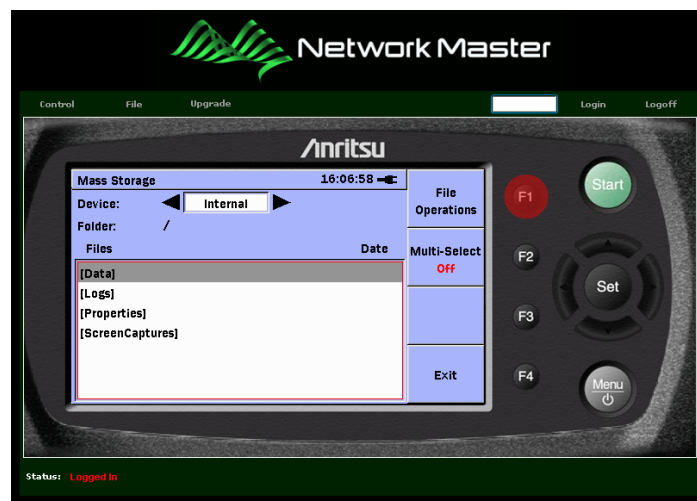 Network Master
Control File Upgrade Login Logoff
Anritsu
Mass Storage 16:06:58
Device: Internal
Folder: /
Files Date
[Data]
[Logs]
[Properties]
[ScreenCaptures]
File
Operations
Multi-Select
Off
Exit
F1
F2
F3
F4
Start
Set
Menu
Status: Logged In